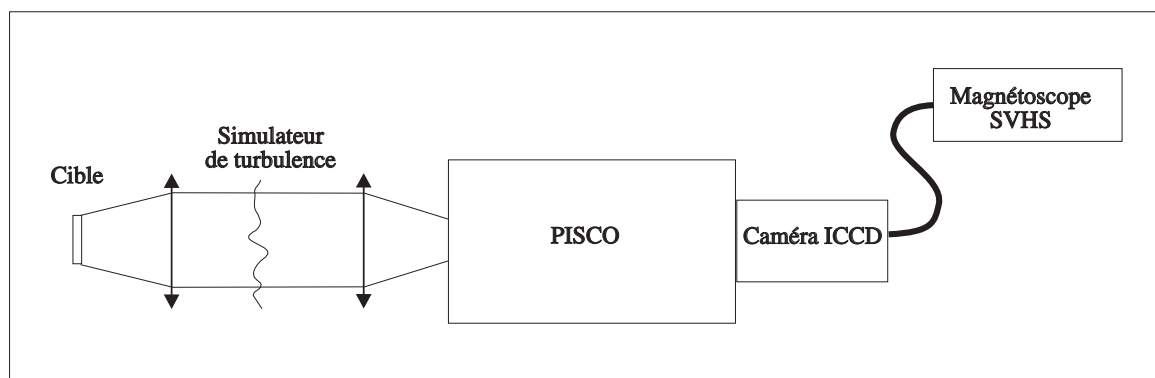 Cible
Simulateur
de turbulence
PISCO
Caméra ICCD
Magnétoscope
SVHS